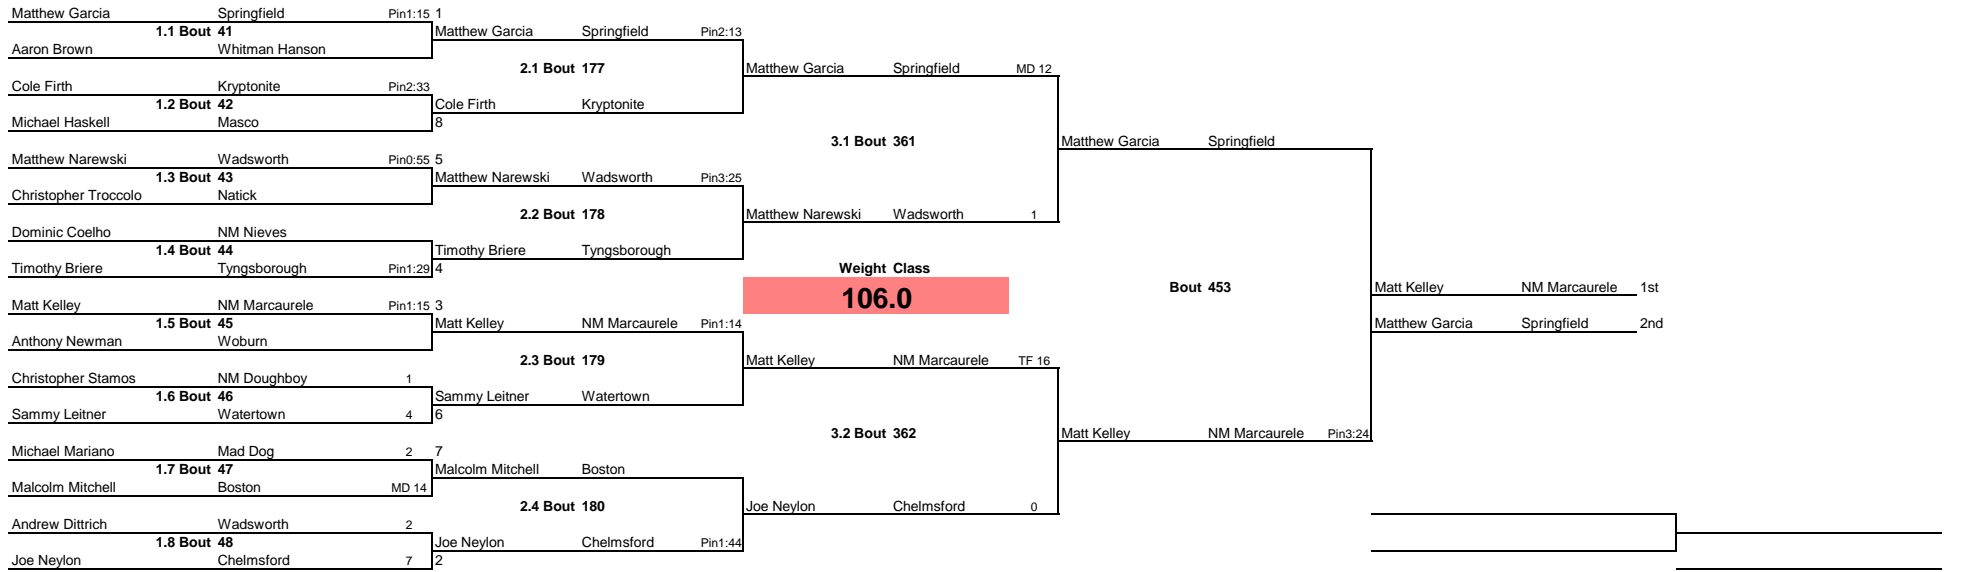 Matthew Garcia Springfield Pin1:15 1
1.1 Bout 41 Matthew Garcia Springfield Pin2:13
Aaron Brown Whitman Hanson
2.1 Bout 177 Matthew Garcia Springfield MD 12
Cole Firth Kryptonite Pin2:33
1.2 Bout 42 Cole Firth Kryptonite
Michael Haskell Masco 8
3.1 Bout 361 Matthew Garcia Springfield
Matthew Narewski Wadsworth Pin0:55 5
1.3 Bout 43 Matthew Narewski Wadsworth Pin3:25
Christopher Troccolo Natick
2.2 Bout 178 Matthew Narewski Wadsworth 1
Dominic Coelho NM Nieves
1.4 Bout 44 Timothy Briere Tyngsborough
Timothy Briere Tyngsborough Pin1:29 4 Weight Class
106.0 Bout 453 Matt Kelley NM Marcaurele 1st
Matt Kelley NM Marcaurele Pin1:15 3
1.5 Bout 45 Matt Kelley NM Marcaurele Pin1:14 Matthew Garcia Springfield 2nd
Anthony Newman Woburn
2.3 Bout 179 Matt Kelley NM Marcaurele TF 16
Christopher Stamos NM Doughboy 1
1.6 Bout 46 Sammy Leitner Watertown
Sammy Leitner Watertown 4 6
3.2 Bout 362 Matt Kelley NM Marcaurele Pin3:24
Michael Mariano Mad Dog 2 7
1.7 Bout 47 Malcolm Mitchell Boston
Malcolm Mitchell Boston MD 14
2.4 Bout 180 Joe Neylon Chelmsford 0
Andrew Dittrich Wadsworth 2
1.8 Bout 48 Joe Neylon Chelmsford Pin1:44
Joe Neylon Chelmsford 7 2